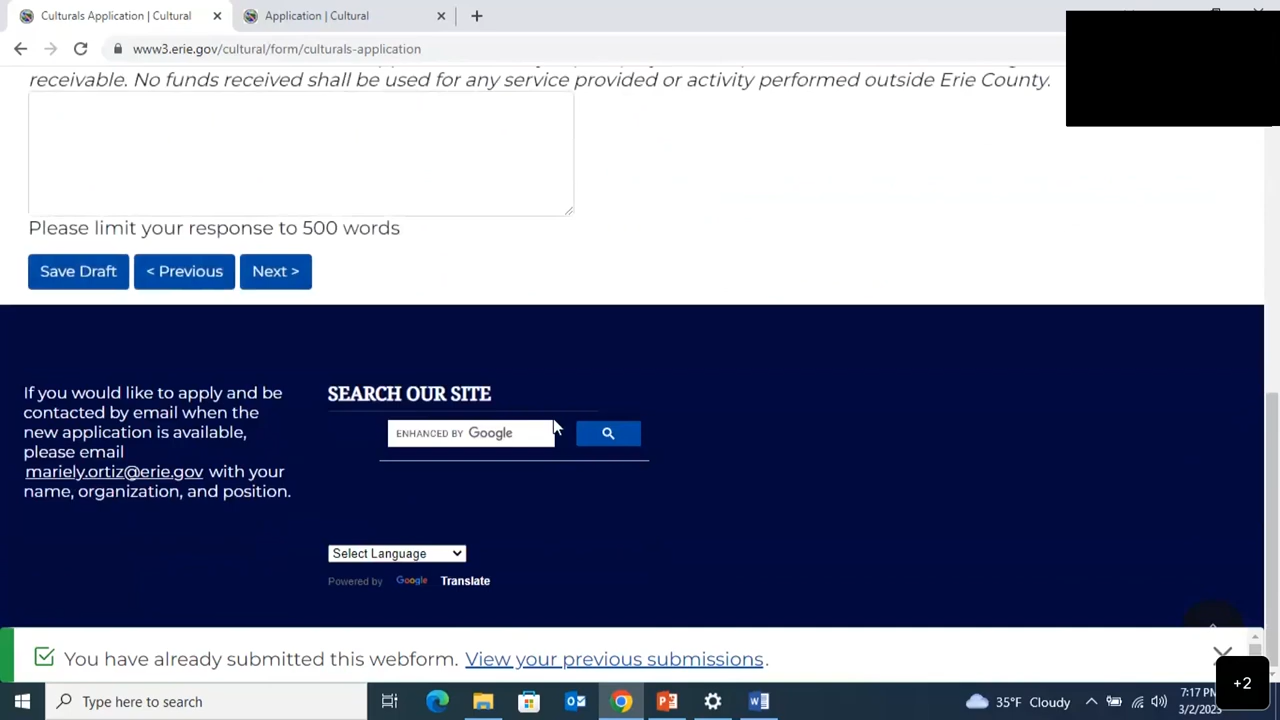 Culturals Application | Cultural
Application | Cultural
www3.erie.gov/cultural/form/culturals-application
receivable. No funds received shall be used for any service provided or activity performed outside Erie County.
Please limit your response to 500 words
Save Draft
< Previous
Next >
If you would like to apply and be
contacted by email when the
new application is available,
please email
mariely.ortiz@erie.gov with your
name, organization, and position.
SEARCH OUR SITE
ENHANCED BY Google
Select Language
Powered by Google Translate
You have already submitted this webform. View your previous submissions.
+2
Type here to search
35°F Cloudy
7:17 PM